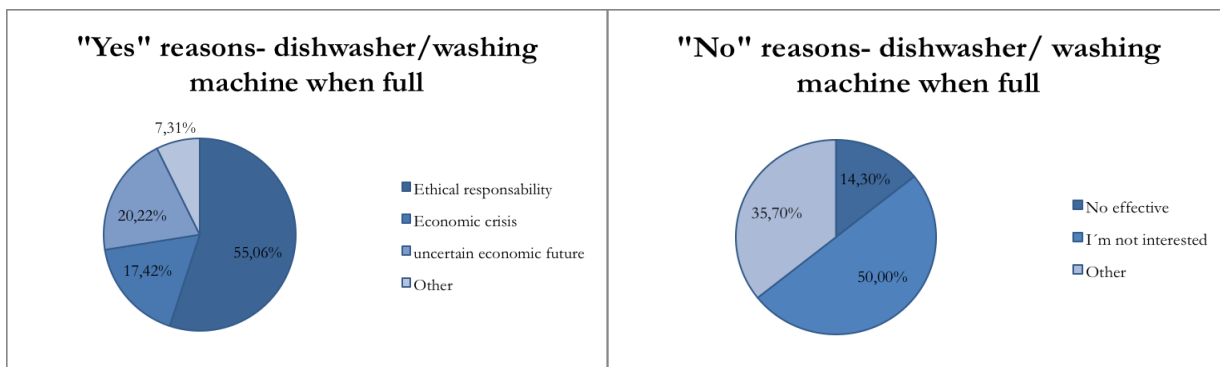 "Yes" reasons- dishwasher/washing
machine when full
7,31%
20,22%
17,42%
55,06%
Ethical responsability
Economic crisis
uncertain economic future
Other
"No" reasons- dishwasher/ washing
machine when full
14,30%
35,70%
50,00%
No effective
I´m not interested
Other